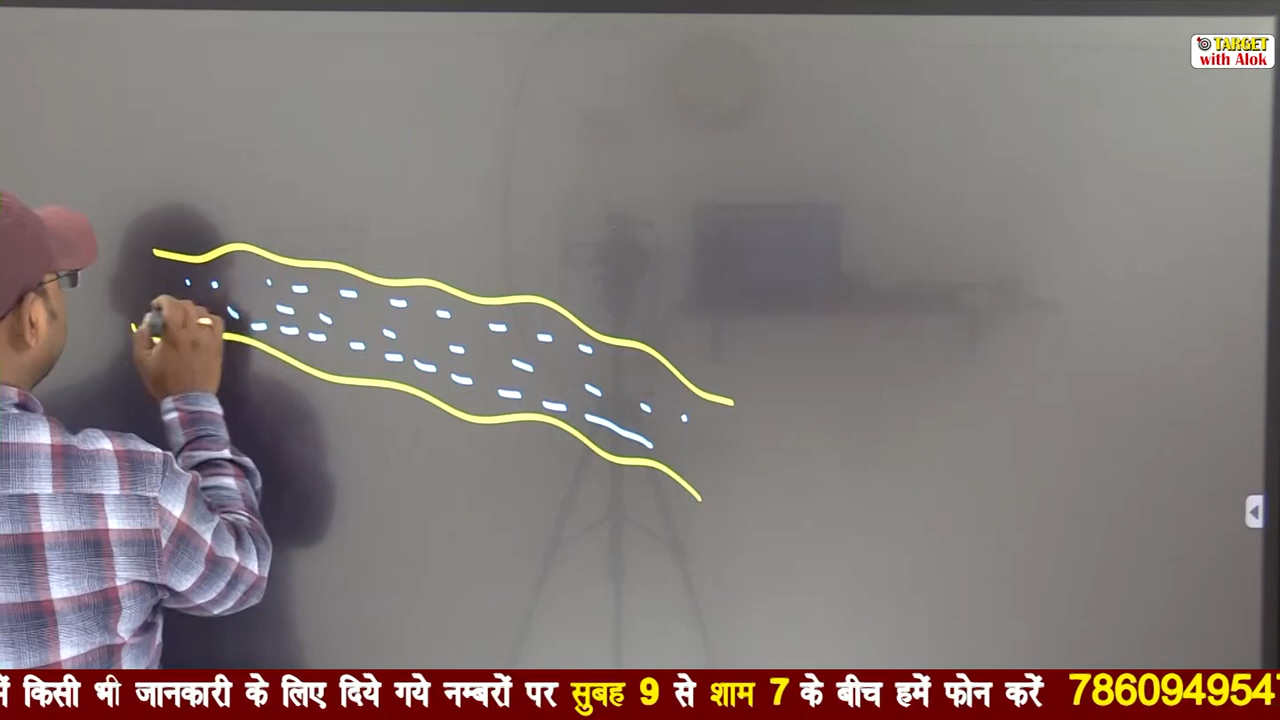 TARGET
with Alok
में किसी भी जानकारी के लिए दिये गये नम्बरों पर सुबह 9 से शाम 7 के बीच हमें फोन करें